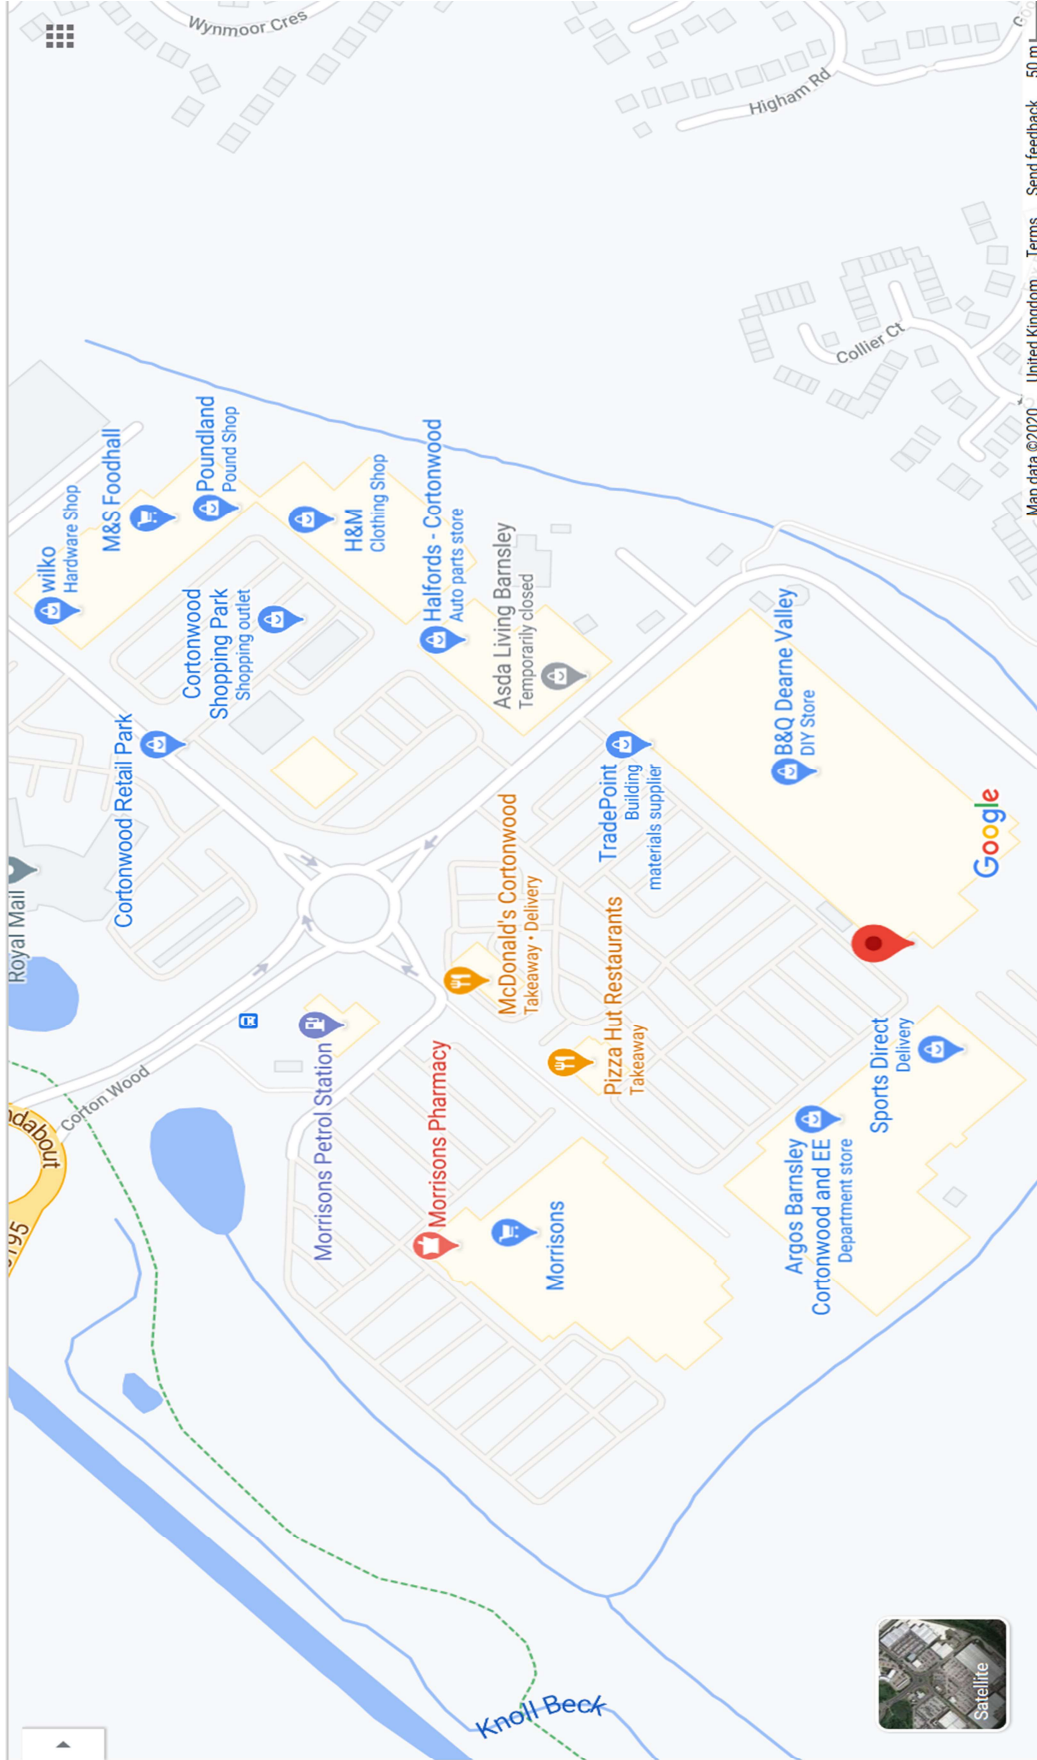 Wynmoor Cres
Higham Rd
Collier Ct
wilko
Hardware Shop
M&S Foodhall
Poundland
Pound Shop
H&M
Clothing Shop
Cortonwood
Shopping Park
Shopping outlet
Halfords - Cortonwood
Auto parts store
Asda Living Barnsley
Temporarily closed
Cortonwood Retail Park
Royal Mail
TradePoint
Building
materials supplier
B&Q Dearne Valley
DIY Store
McDonald's Cortonwood
Takeaway • Delivery
Pizza Hut Restaurants
Takeaway
Sports Direct
Delivery
Argos Barnsley
Cortonwood and EE
Department store
Morrisons Petrol Station
Morrisons Pharmacy
Morrisons
Corton Wood
ndabout
Knoll Beck
Satellite
Google
Map data ©2020
United Kingdom
Terms
Send feedback
50 m